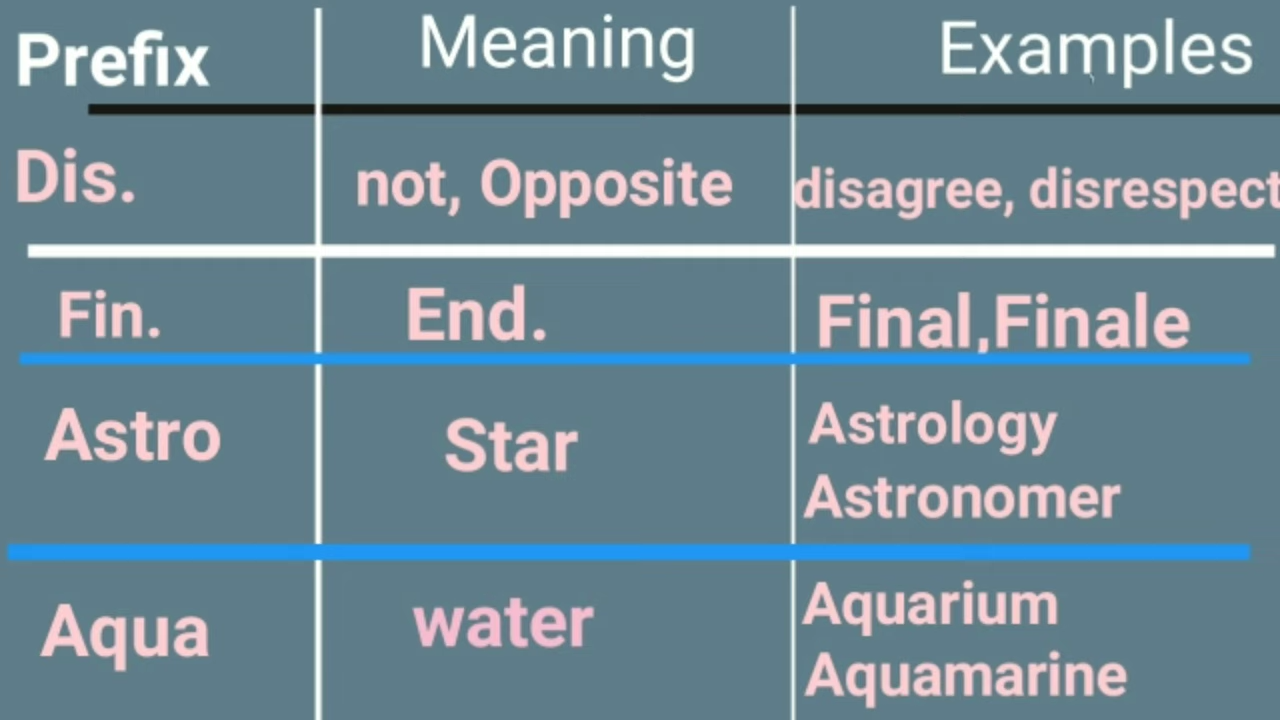 Prefix Meaning Examples
Dis. not, Opposite disagree, disrespect
Fin. End. Final,Finale
Astro Star Astrology
Astronomer
Aqua water Aquarium
Aquamarine